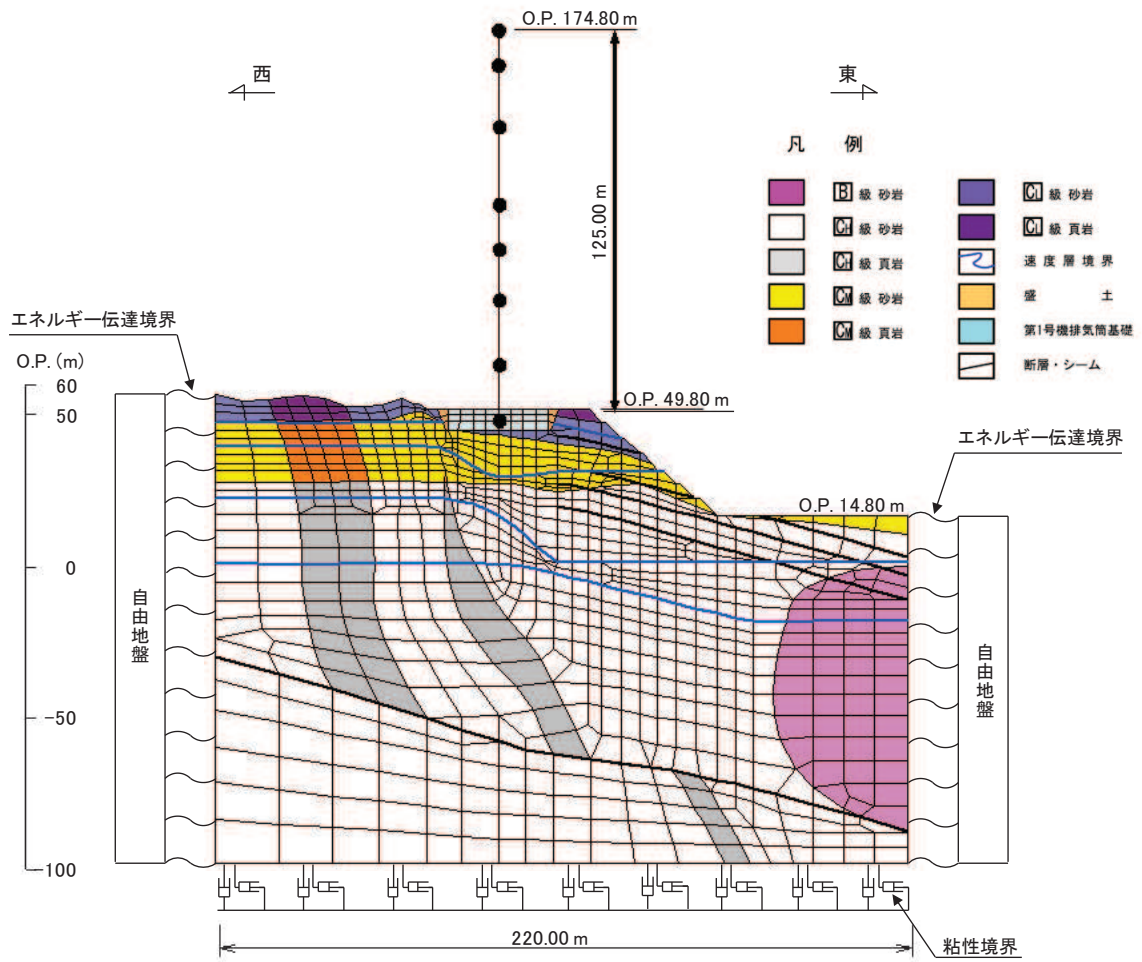 O.P. 174.80 m
西
東
125.00 m
凡 例
B 級 砂岩
CH 級 砂岩
CH 級 頁岩
CM 級 砂岩
CM 級 頁岩
CL 級 砂岩
CL 級 頁岩
速 度 層 境 界
盛 土
第1号機排気筒基礎
断層・シーム
エネルギー伝達境界
O.P. (m)
60
50
0
-50
-100
O.P. 49.80 m
エネルギー伝達境界
O.P. 14.80 m
自由地盤
自由地盤
220.00 m
粘性境界